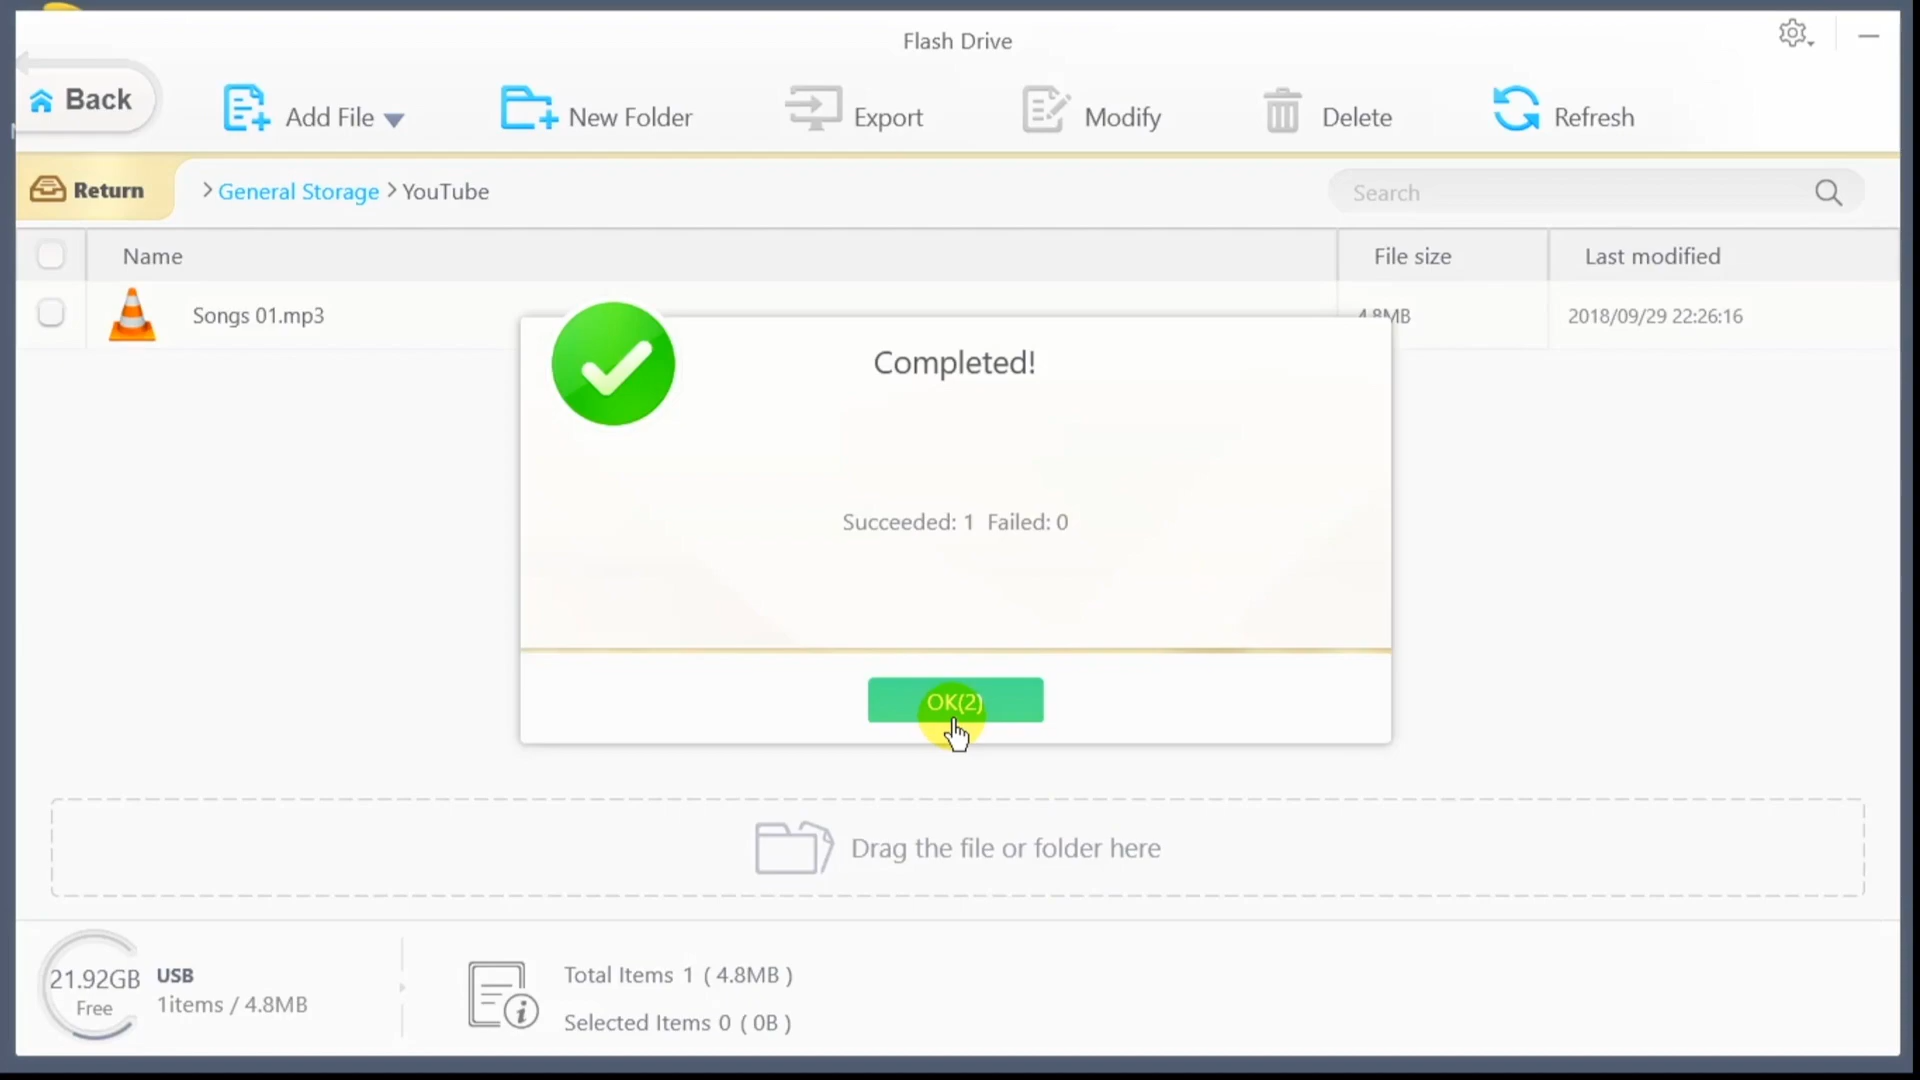 Flash Drive
Back
Add File
New Folder
Export
Modify
Delete
Refresh
Return
> General Storage > YouTube
Search
Name
File size
Last modified
Songs 01.mp3
4.8MB
2018/09/29 22:26:16
Completed!
Succeeded: 1 Failed: 0
OK(2)
Drag the file or folder here
21.92GB
Free
USB
1items / 4.8MB
Total Items 1 ( 4.8MB )
Selected Items 0 ( 0B )